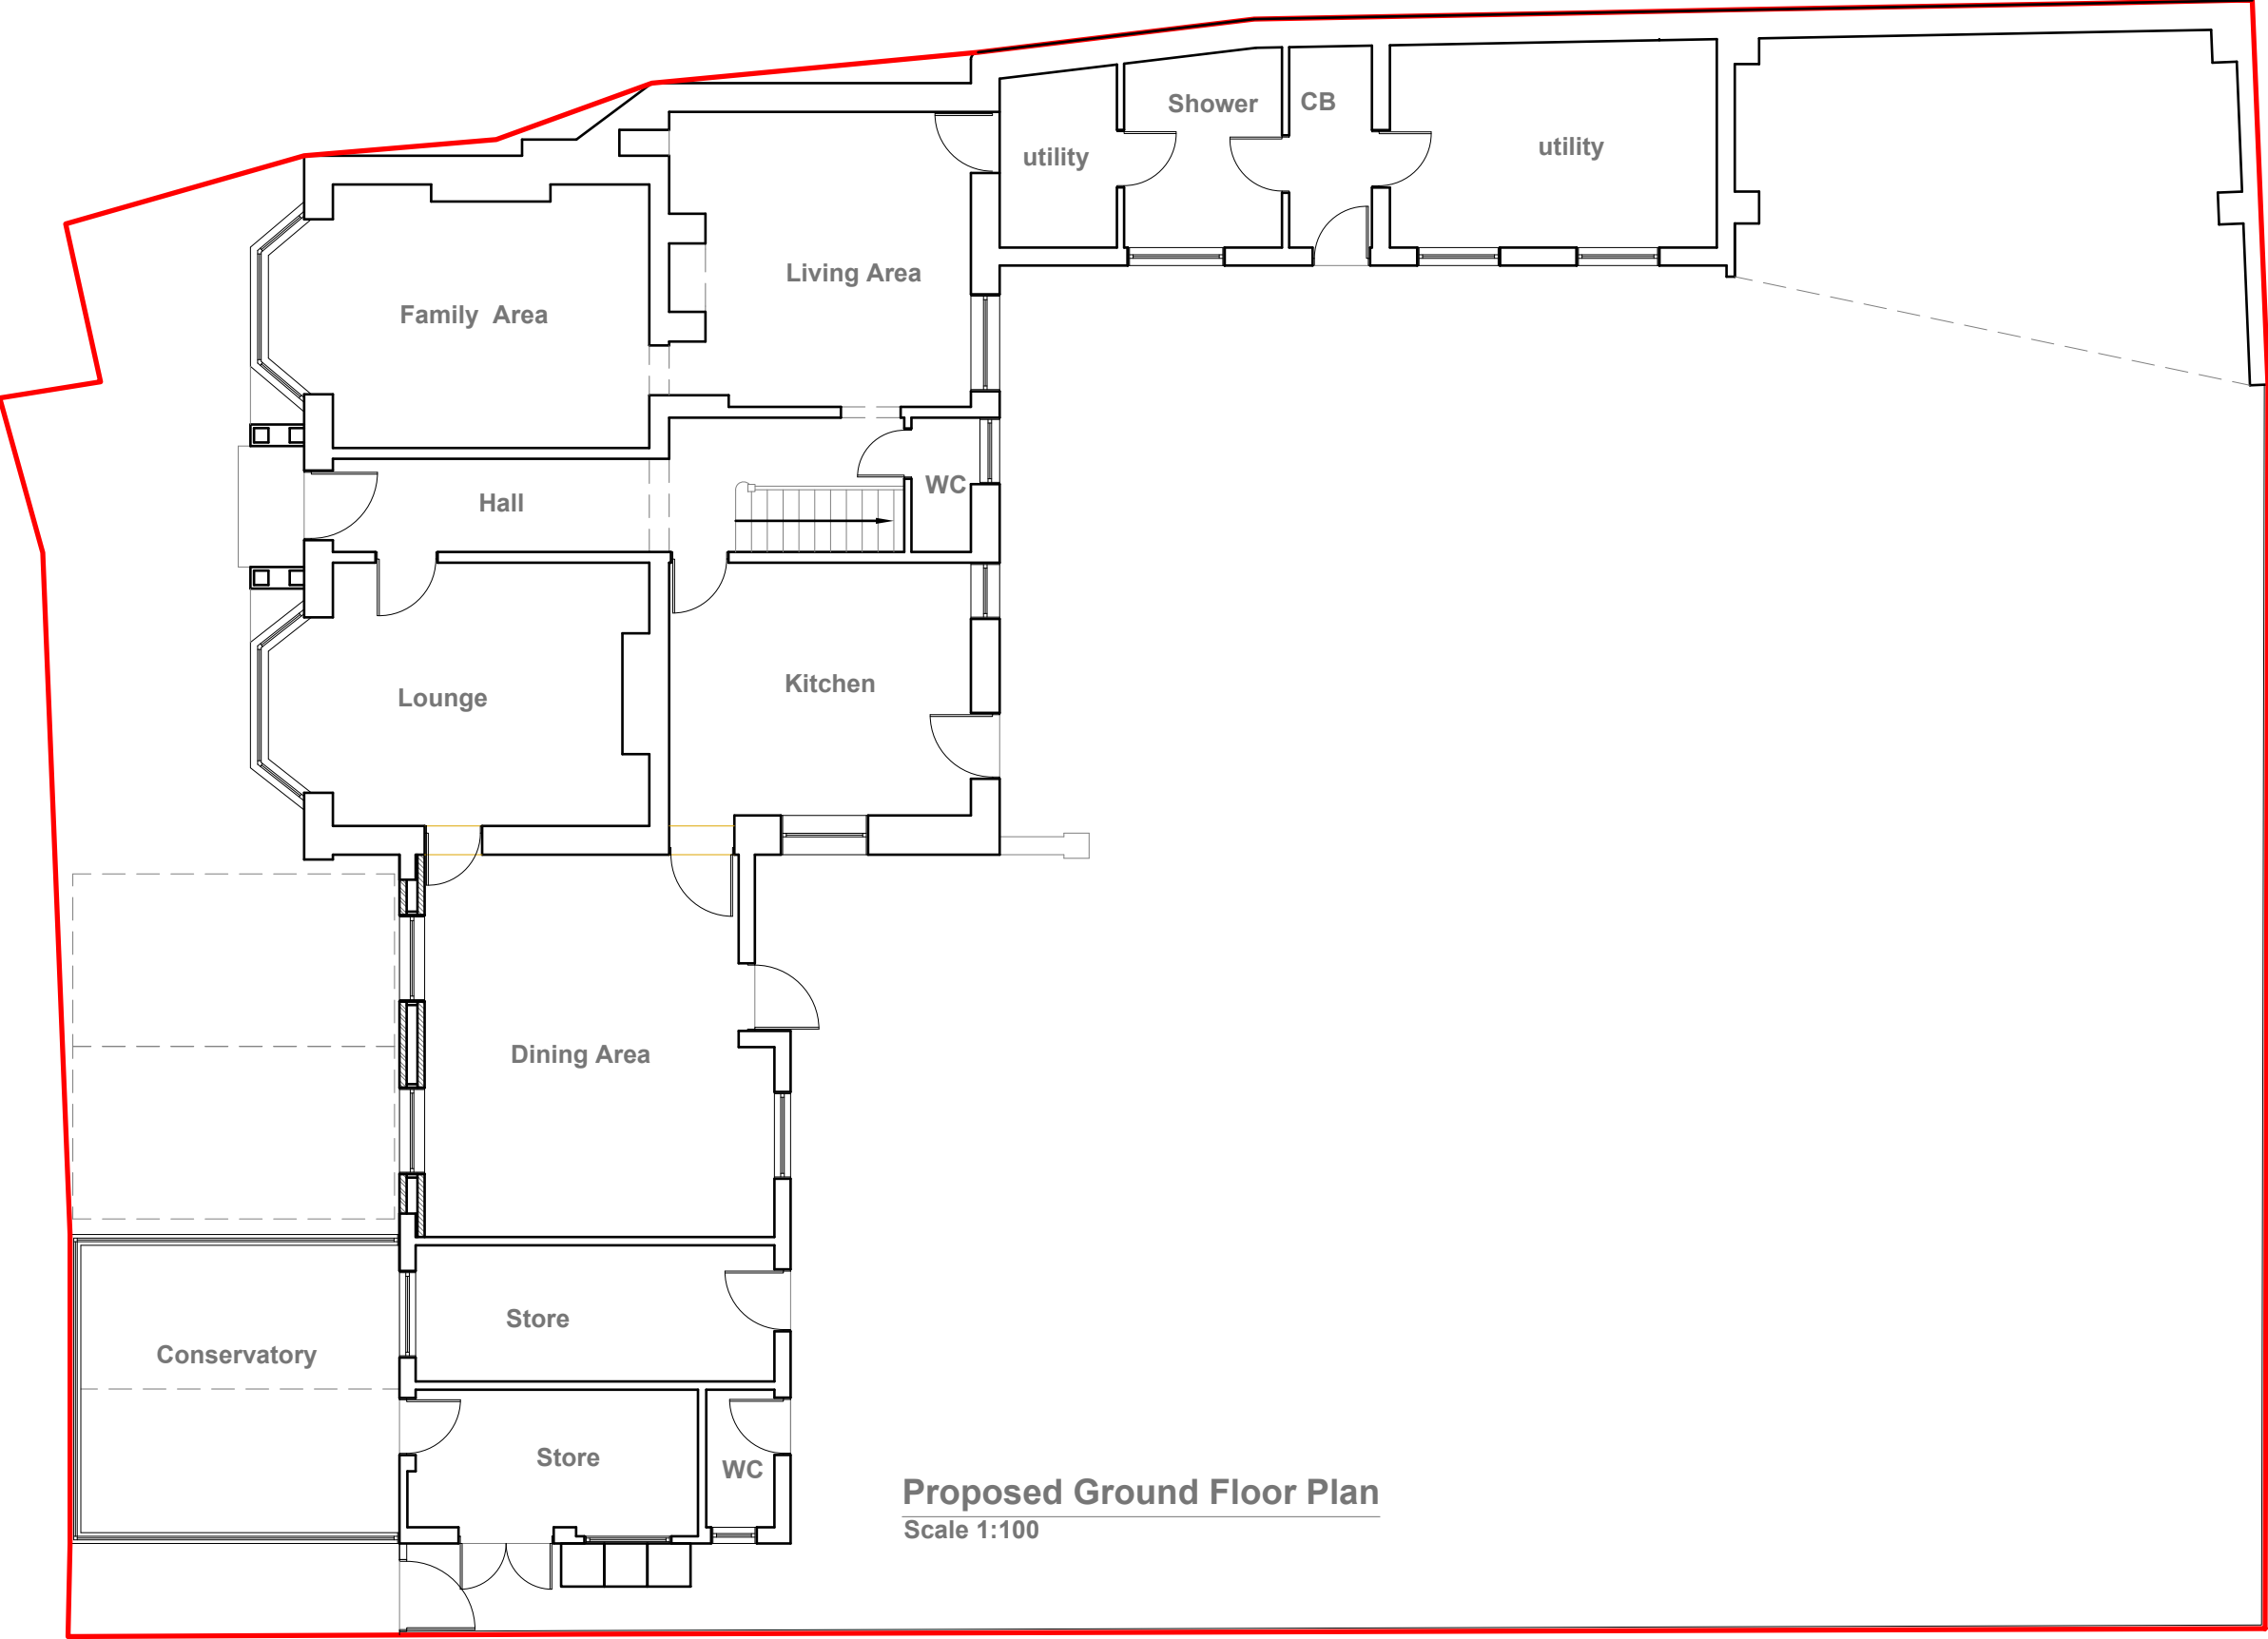 Shower
CB
utility
utility
Living Area
Family Area
WC
Hall
Kitchen
Lounge
Dining Area
Store
Conservatory
Store
WC
Proposed Ground Floor Plan
Scale 1:100